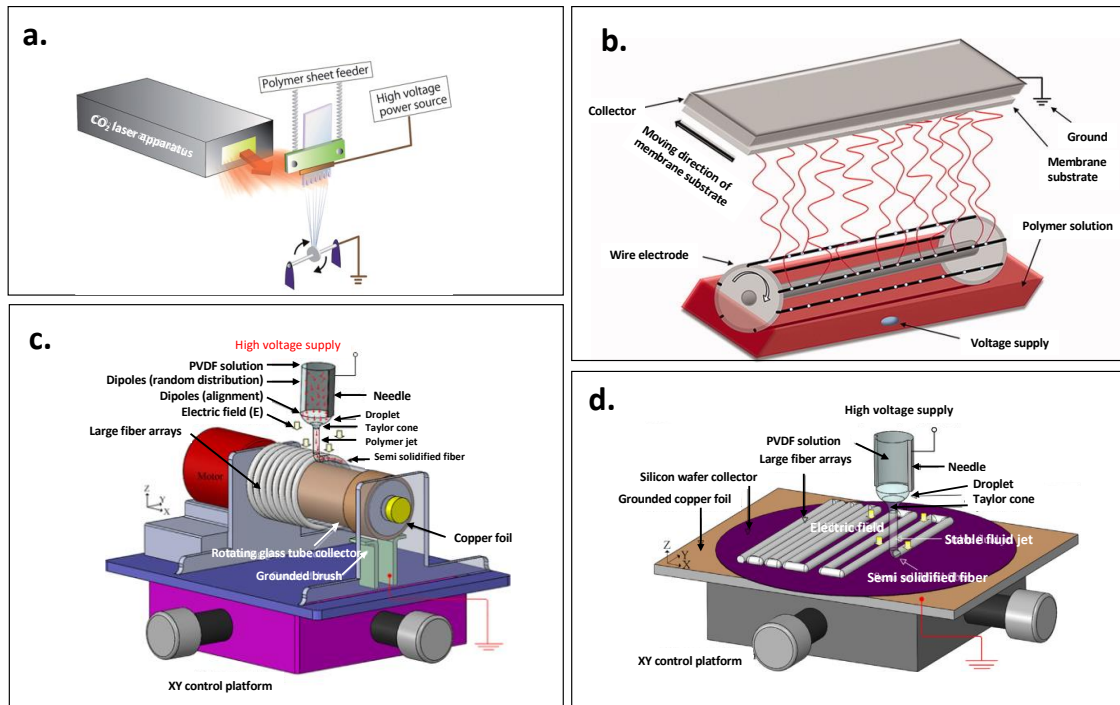 a.
CO2 laser apparatus
Polymer sheet feeder
High voltage
power source
b.
Collector
Moving direction of
membrane substrate
Ground
Membrane
substrate
Polymer solution
Wire electrode
Voltage supply
c.
High voltage supply
PVDF solution
Dipoles (random distribution)
Dipoles (alignment)
Electric field (E)
Large fiber arrays
Needle
Droplet
Taylor cone
Polymer jet
Semi solidified fiber
Motor
Z
Y
X
Copper foil
Rotating glass tube collector
Grounded brush
XY control platform
d.
High voltage supply
PVDF solution
Large fiber arrays
Silicon wafer collector
Grounded copper foil
Needle
Droplet
Taylor cone
Electric field
Stable fluid jet
Semi solidified fiber
Z
Y
X
XY control platform